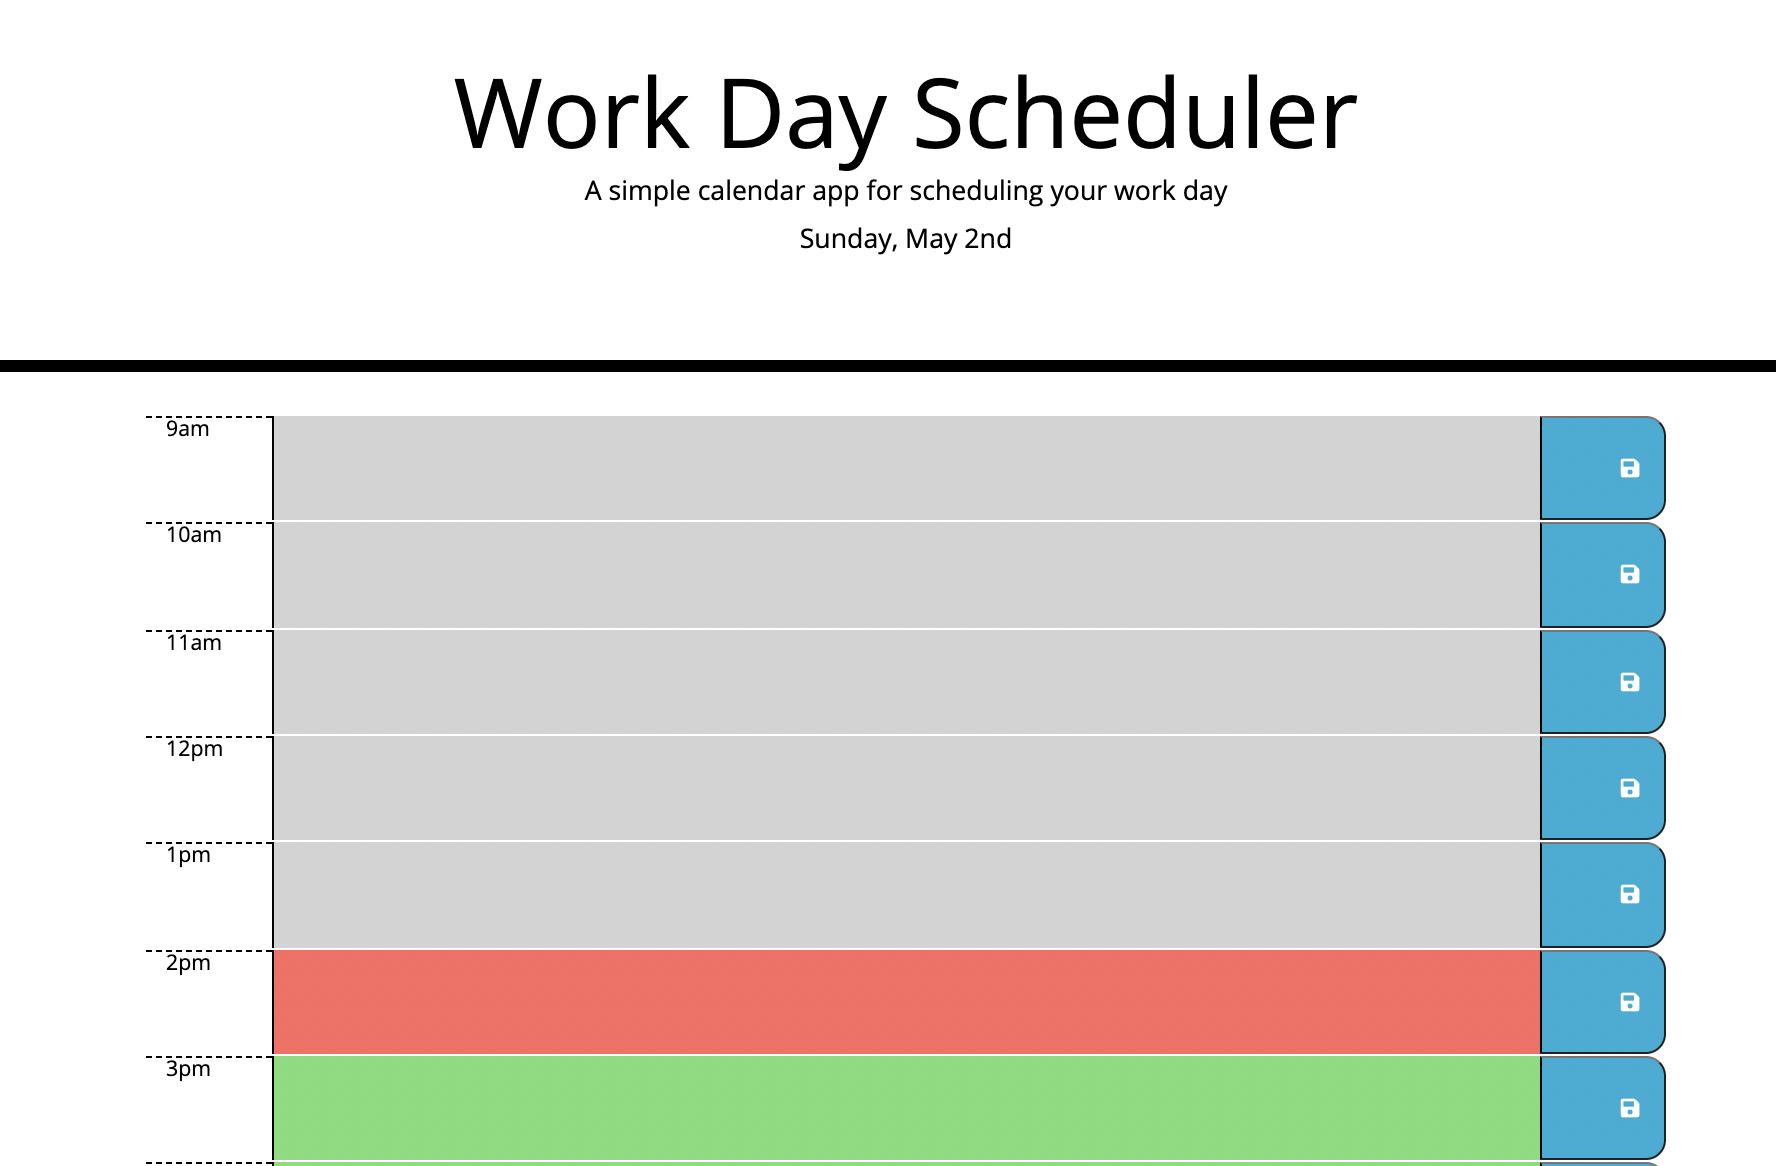 Work Day Scheduler
A simple calendar app for scheduling your work day
Sunday, May 2nd
9am
10am
11am
12pm
1pm
2pm
3pm